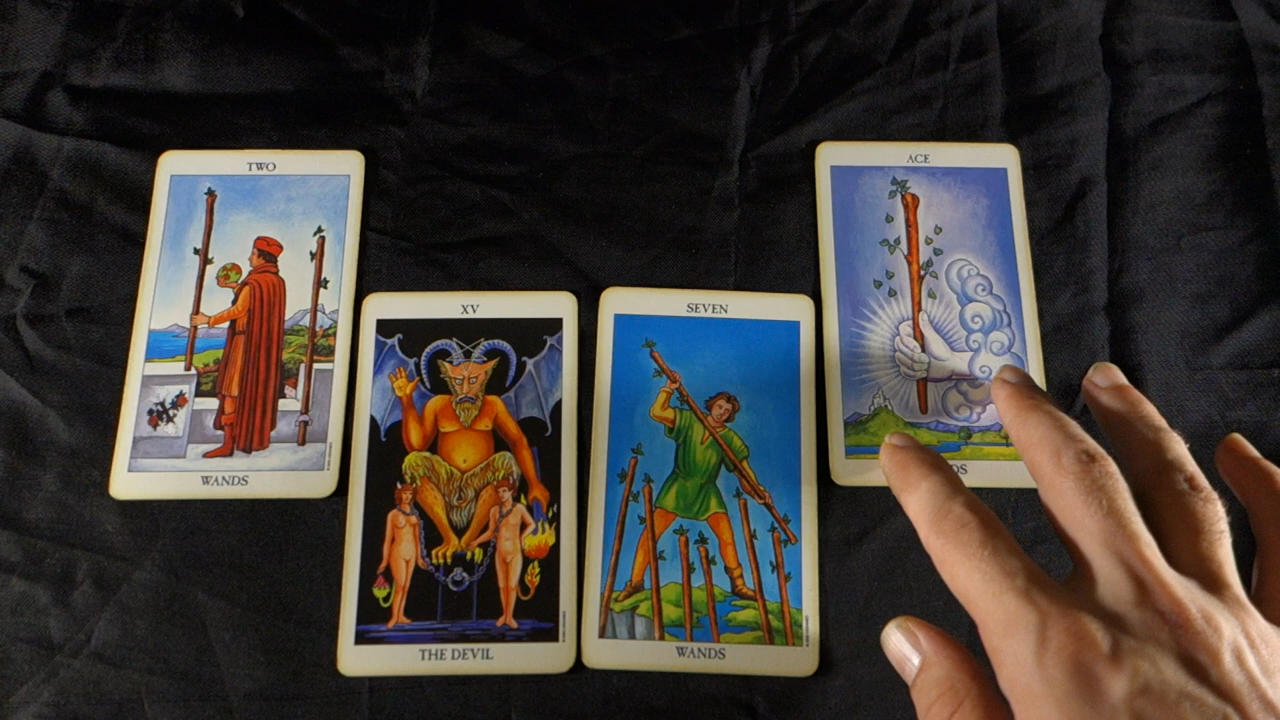 TWO
WANDS
XV
THE DEVIL
SEVEN
WANDS
ACE